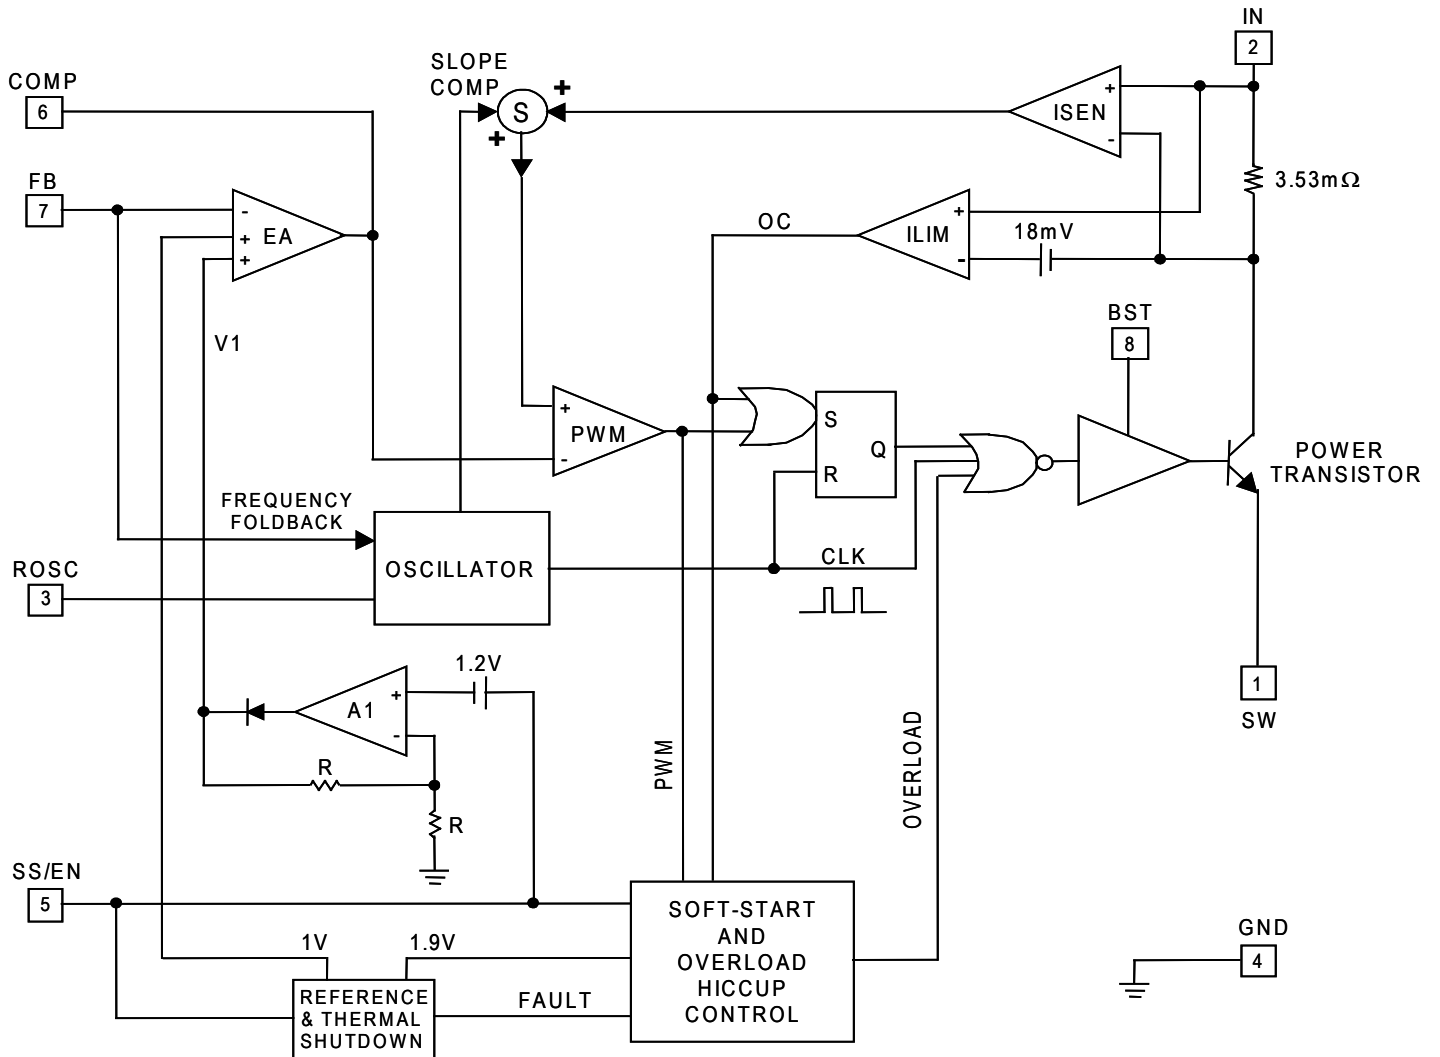 IN
2
SLOPE
COMP
+
COMP
6
S
+
ISEN
+
-
3.53mΩ
FB
7
-
+
+
EA
OC
ILIM
+
-
18mV
BST
8
V1
+
-
PWM
S
Q
R
POWER
TRANSISTOR
FREQUENCY
FOLDBACK
ROSC
3
OSCILLATOR
CLK
1.2V
A1
+
-
1
SW
R
R
PWM
OVERLOAD
SS/EN
5
SOFT-START
AND
OVERLOAD
HICCUP
CONTROL
1V
1.9V
GND
4
REFERENCE
& THERMAL
SHUTDOWN
FAULT